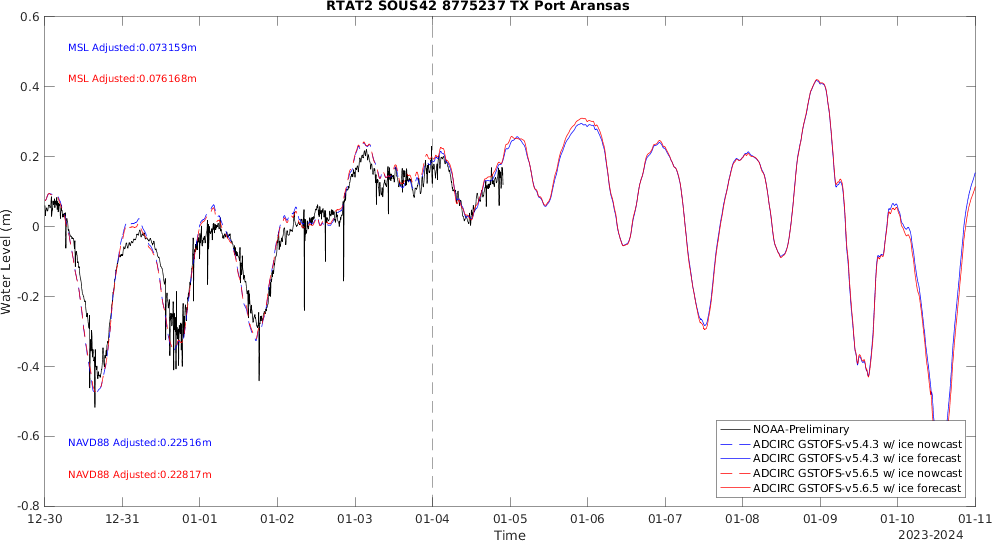 RTAT2 SOUS42 8775237 TX Port Aransas
0.6
MSL Adjusted:0.073159m
MSL Adjusted:0.076168m
0.4
0.2
0
-0.2
-0.4
-0.6
-0.8
Water Level (m)
NAVD88 Adjusted:0.22516m
NAVD88 Adjusted:0.22817m
NOAA-Preliminary
ADCIRC GSTOFS-v5.4.3 w/ ice nowcast
ADCIRC GSTOFS-v5.4.3 w/ ice forecast
ADCIRC GSTOFS-v5.6.5 w/ ice nowcast
ADCIRC GSTOFS-v5.6.5 w/ ice forecast
12-30 12-31 01-01 01-02 01-03 01-04 01-05 01-06 01-07 01-08 01-09 01-10 01-11
Time
2023-2024